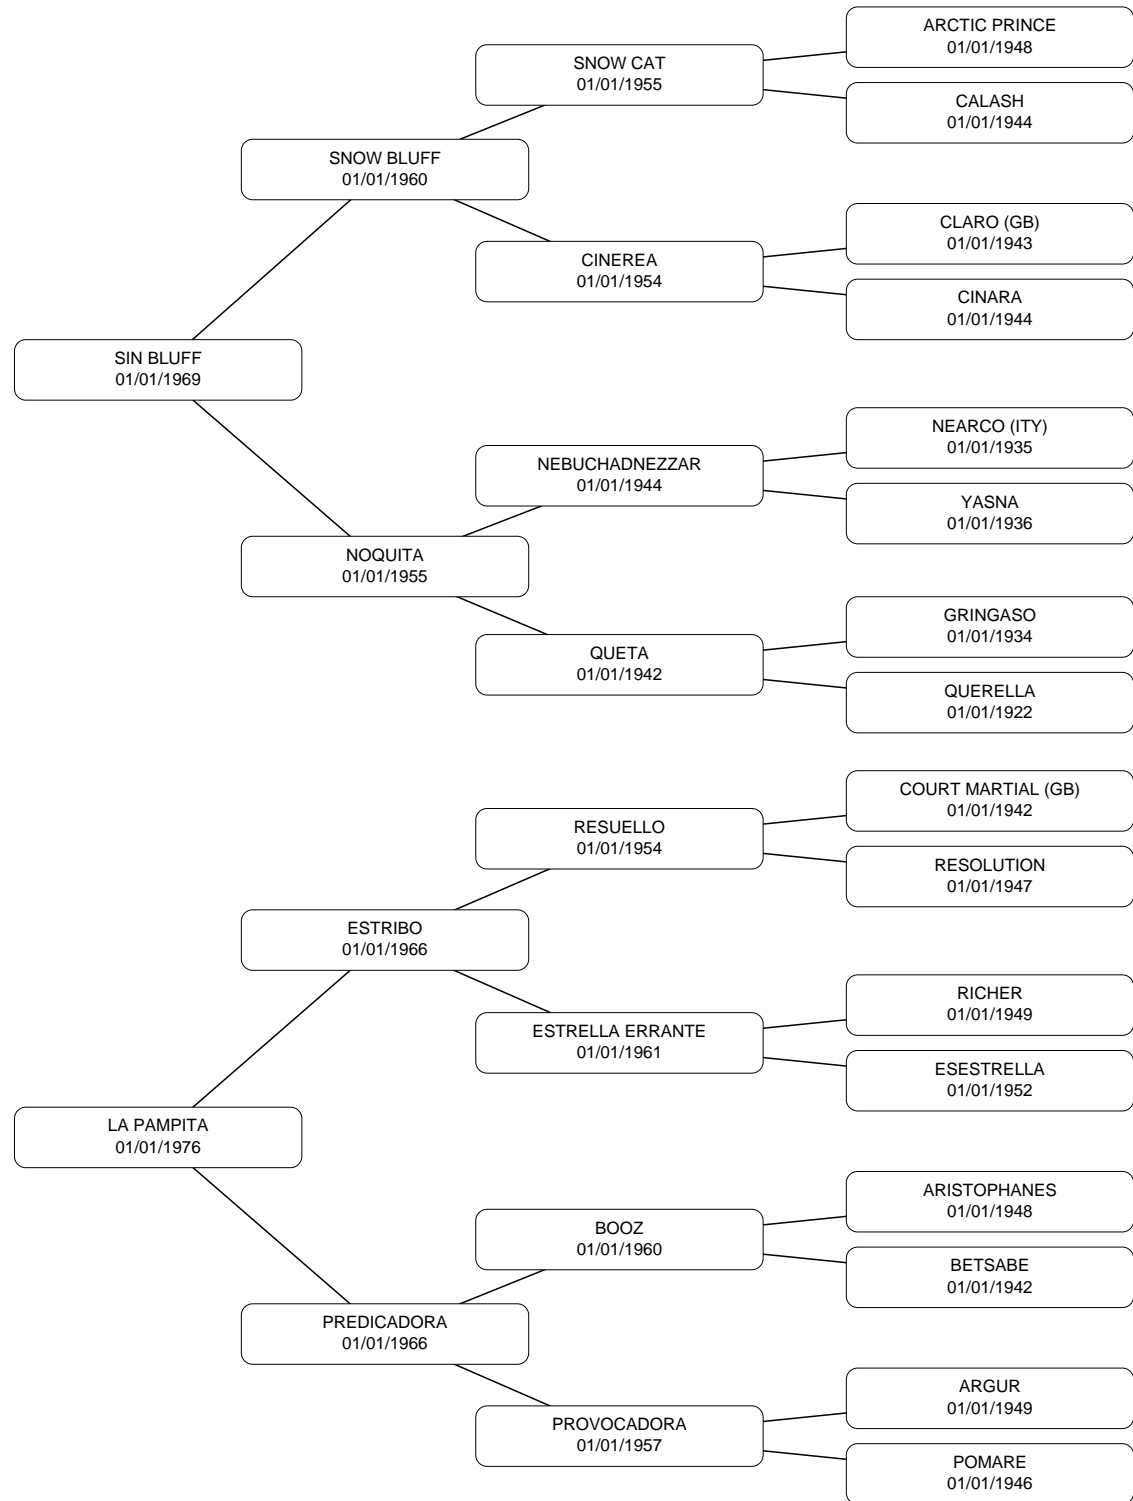 ARCTIC PRINCE
01/01/1948
SNOW CAT
01/01/1955
CALASH
01/01/1944
SNOW BLUFF
01/01/1960
CLARO (GB)
01/01/1943
CINEREA
01/01/1954
CINARA
01/01/1944
SIN BLUFF
01/01/1969
NEARCO (ITY)
01/01/1935
NEBUCHADNEZZAR
01/01/1944
YASNA
01/01/1936
NOQUITA
01/01/1955
GRINGASO
01/01/1934
QUETA
01/01/1942
QUERELLA
01/01/1922
COURT MARTIAL (GB)
01/01/1942
RESUELLO
01/01/1954
RESOLUTION
01/01/1947
ESTRIBO
01/01/1966
RICHER
01/01/1949
ESTRELLA ERRANTE
01/01/1961
ESESTRELLA
01/01/1952
LA PAMPITA
01/01/1976
ARISTOPHANES
01/01/1948
BOOZ
01/01/1960
BETSABE
01/01/1942
PREDICADORA
01/01/1966
ARGUR
01/01/1949
PROVOCADORA
01/01/1957
POMARE
01/01/1946